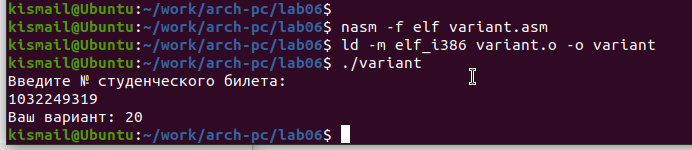 kismail@Ubuntu:~/work/arch-pc/lab06$
kismail@Ubuntu:~/work/arch-pc/lab06$ nasm -f elf variant.asm
kismail@Ubuntu:~/work/arch-pc/lab06$ ld -m elf_i386 variant.o -o variant
kismail@Ubuntu:~/work/arch-pc/lab06$ ./variant
Введите № студенческого билета:
1032249319
Ваш вариант: 20
kismail@Ubuntu:~/work/arch-pc/lab06$